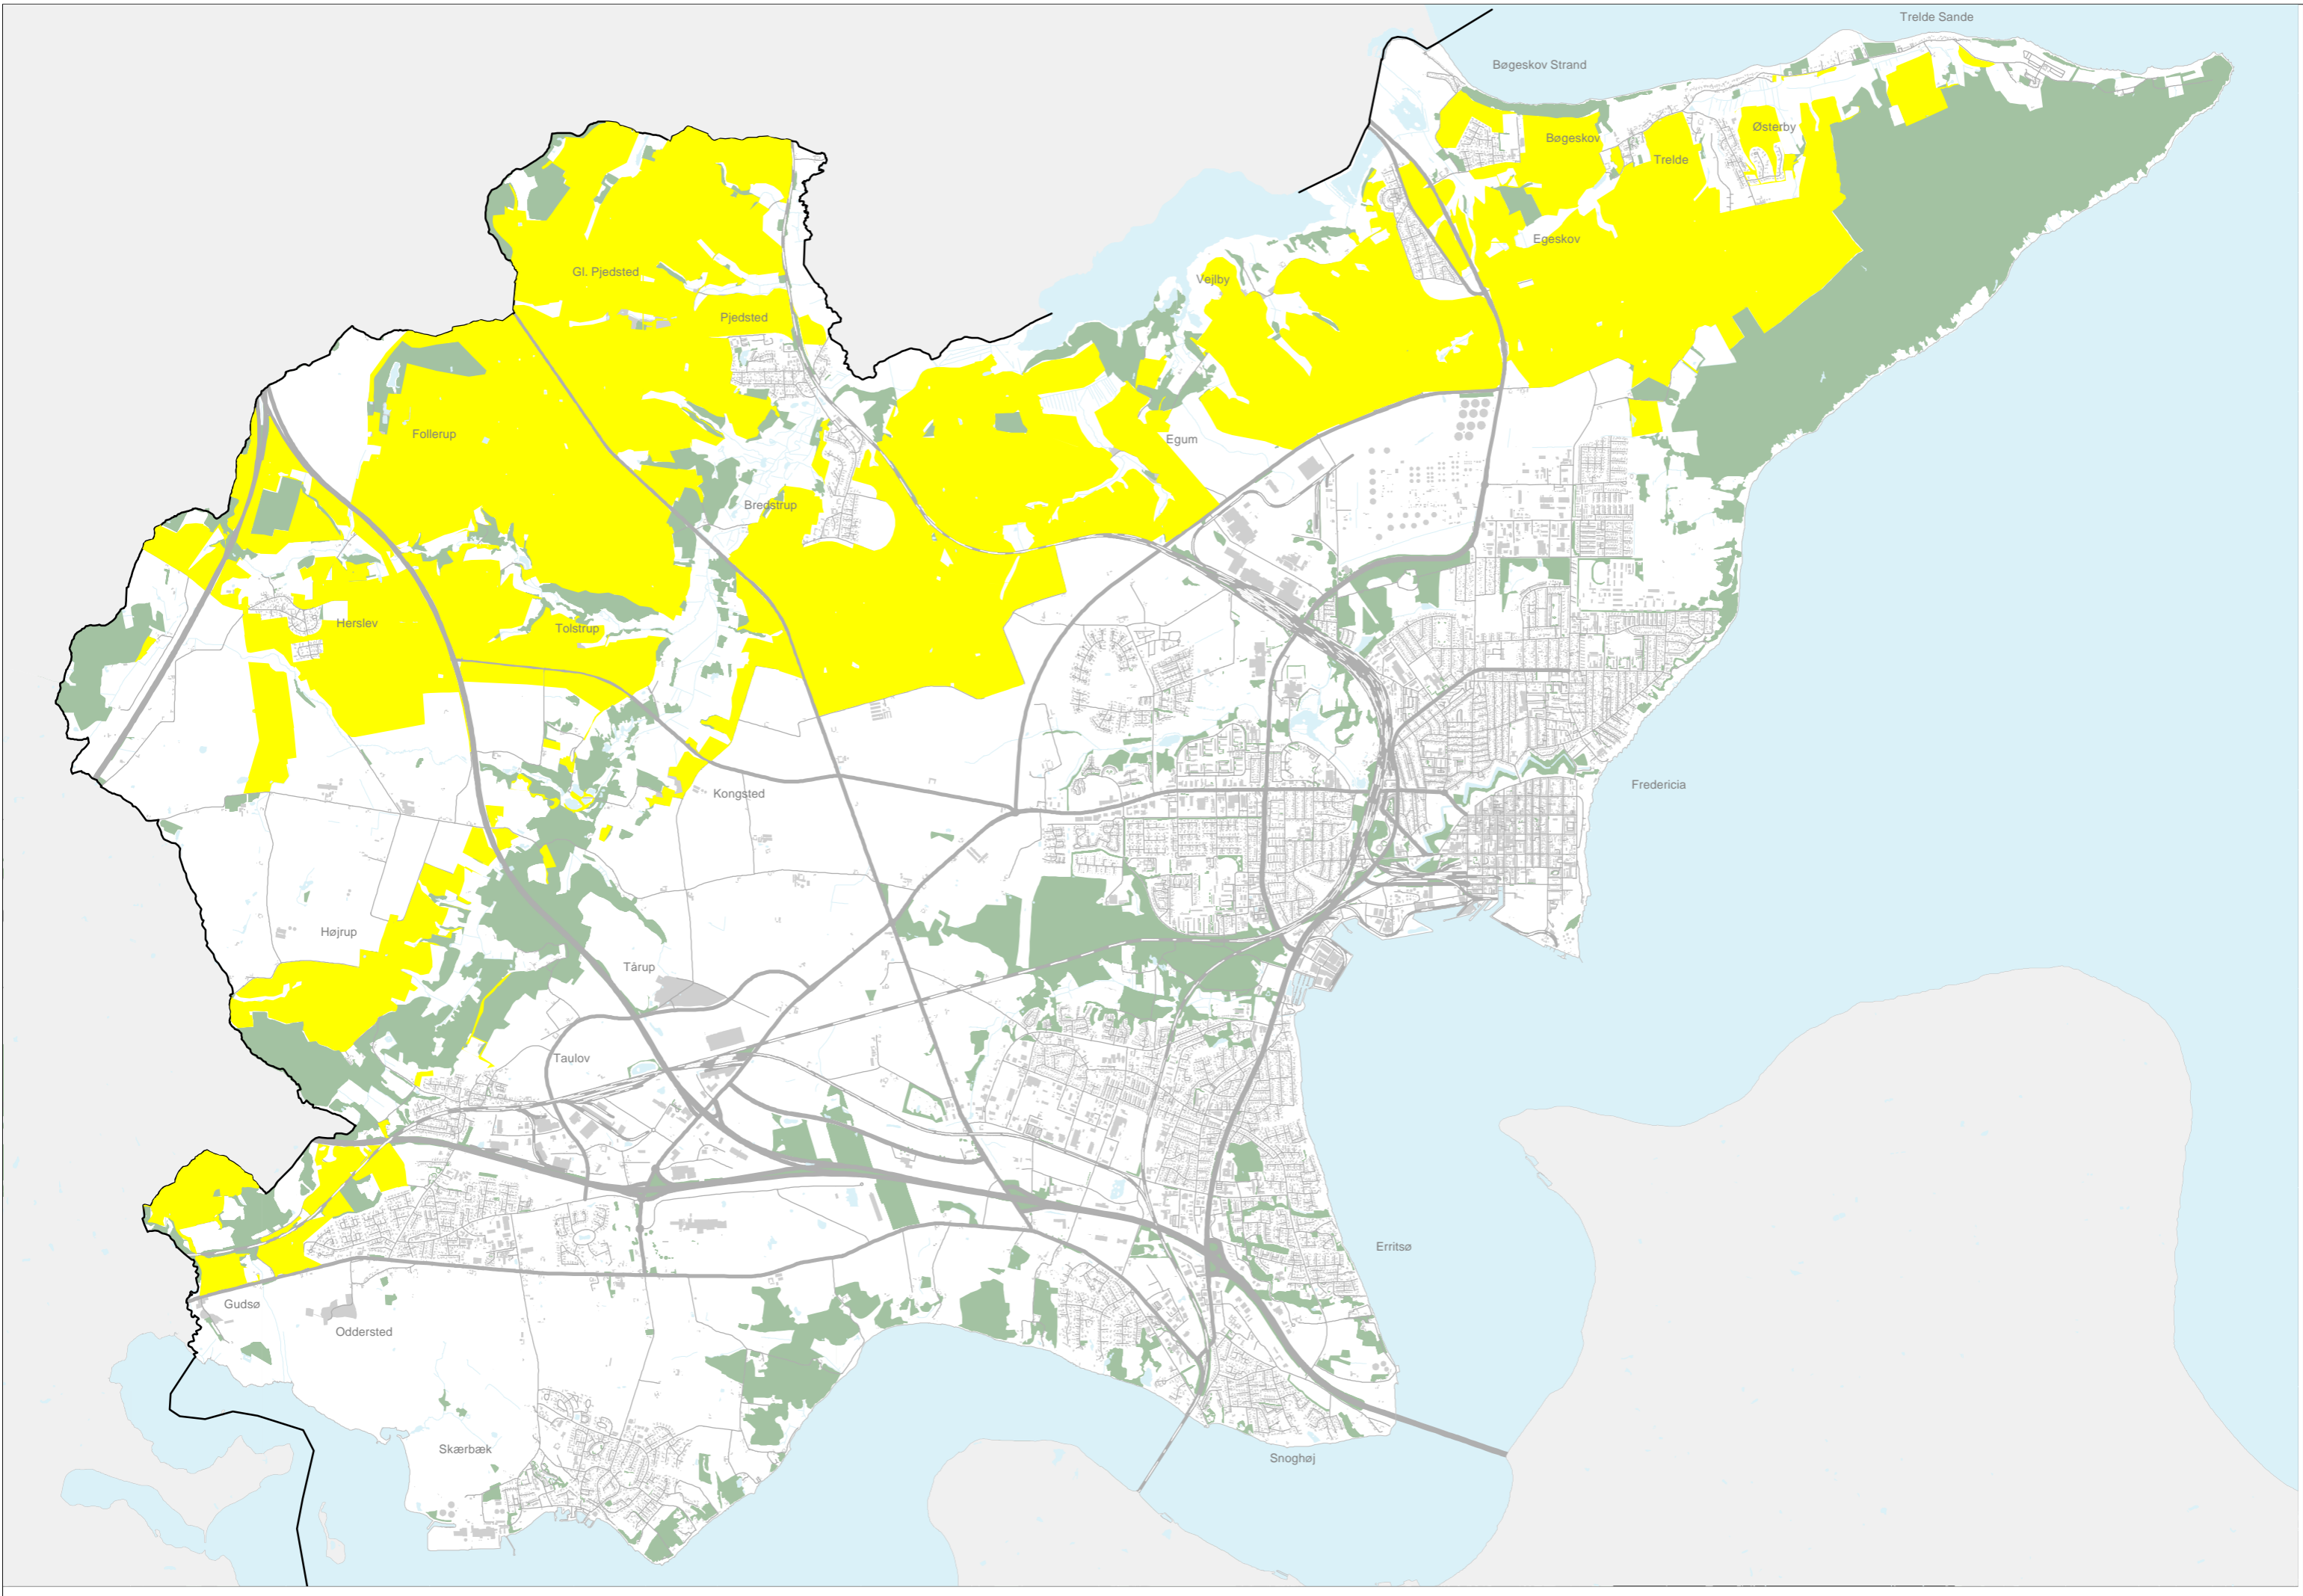 Trelde Sande
Bøgeskov Strand
Østerby
Bøgeskov
Trelde
Egeskov
Gl. Pjedsted
Vejlby
Pjedsted
Follerup
Egum
Bredstrup
Herslev
Tolstrup
Fredericia
Kongsted
Højrup
Tårup
Taulov
Erritsø
Gudsø
Oddersted
Skærbæk
Snoghøj